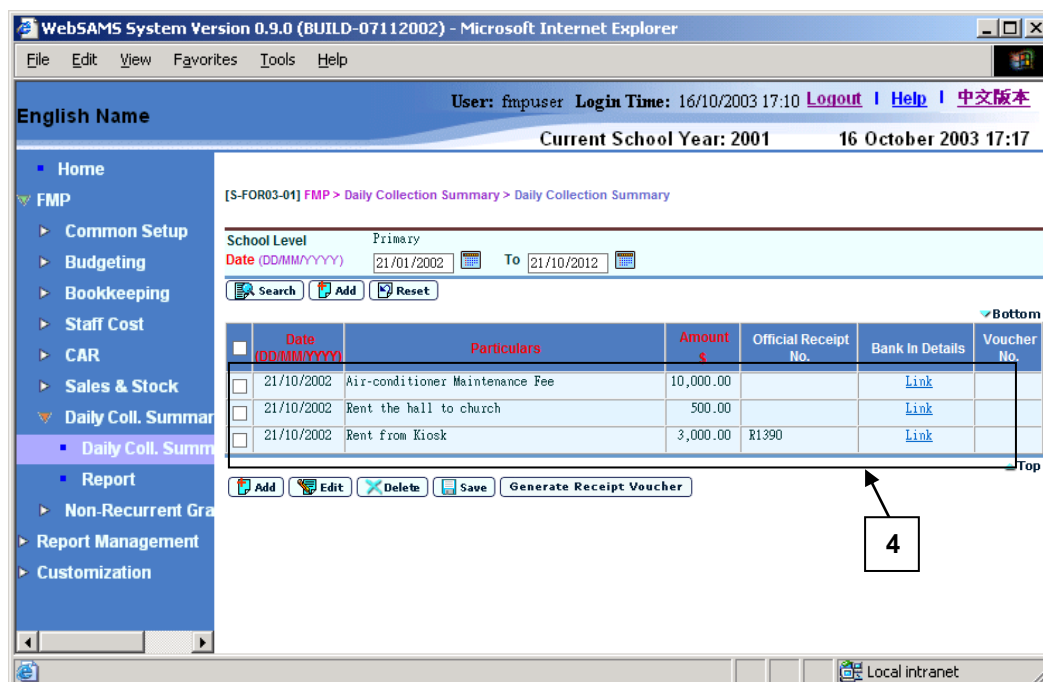 WebSAMS System Version 0.9.0 (BUILD-07112002) - Microsoft Internet Explorer
File Edit View Favorites Tools Help
English Name
User: fmpuser Login Time: 16/10/2003 17:10 Logout | Help | 中文版本
Current School Year: 2001 16 October 2003 17:17
Home
FMP
Common Setup
Budgeting
Bookkeeping
Staff Cost
CAR
Sales & Stock
Daily Coll. Summar
Daily Coll. Summ
Report
Non-Recurrent Gra
Report Management
Customization
[S-FOR03-01] FMP > Daily Collection Summary > Daily Collection Summary
School Level Primary
Date (DD/MM/YYYY) 21/01/2002 To 21/10/2012
Search Add Reset
Bottom
Date (DD/MM/YYYY) Particulars Amount $ Official Receipt No. Bank In Details Voucher No.
21/10/2002 Air-conditioner Maintenance Fee 10,000.00 Link
21/10/2002 Rent the hall to church 500.00 Link
21/10/2002 Rent from Kiosk 3,000.00 R1390 Link
Top
Add Edit Delete Save Generate Receipt Voucher
4
Local intranet